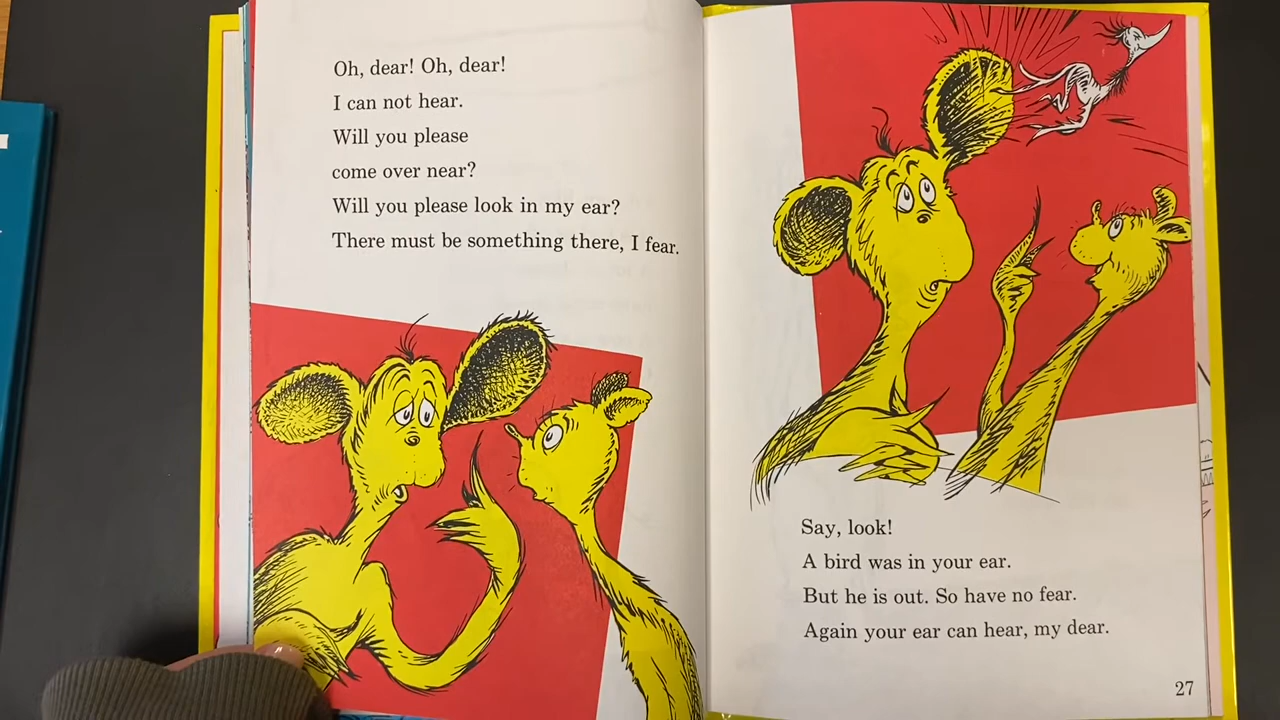 Oh, dear! Oh, dear!
I can not hear.
Will you please
come over near?
Will you please look in my ear?
There must be something there, I fear.
Say, look!
A bird was in your ear.
But he is out. So have no fear.
Again your ear can hear, my dear.
27